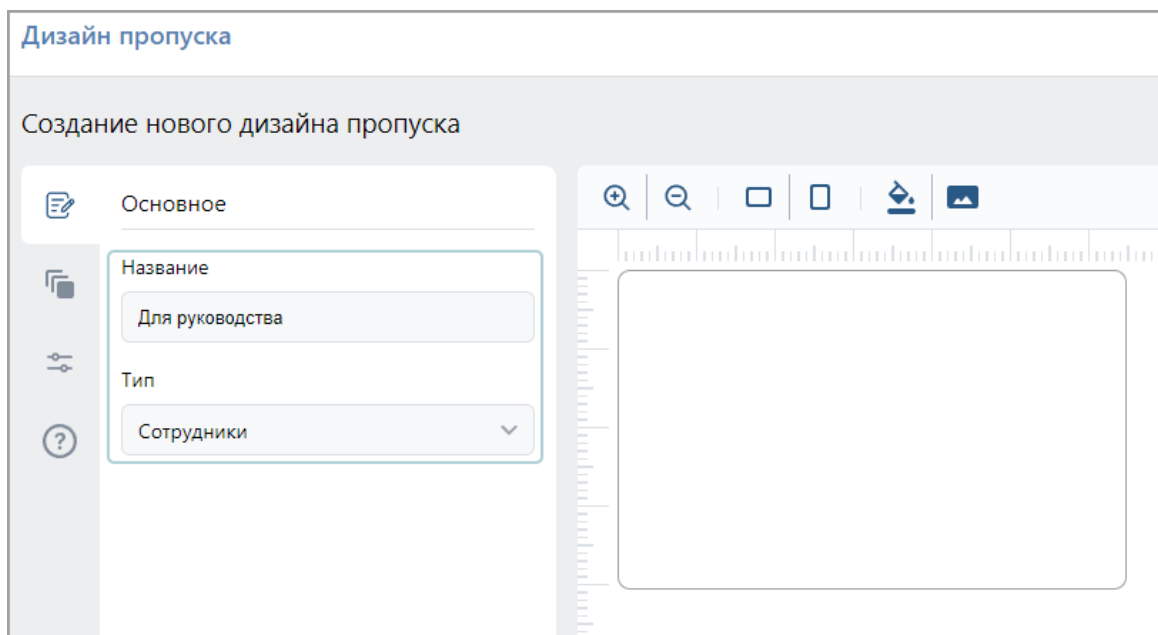 Дизайн пропуска
Создание нового дизайна пропуска
Основное
Название
Для руководства
Тип
Сотрудники
?